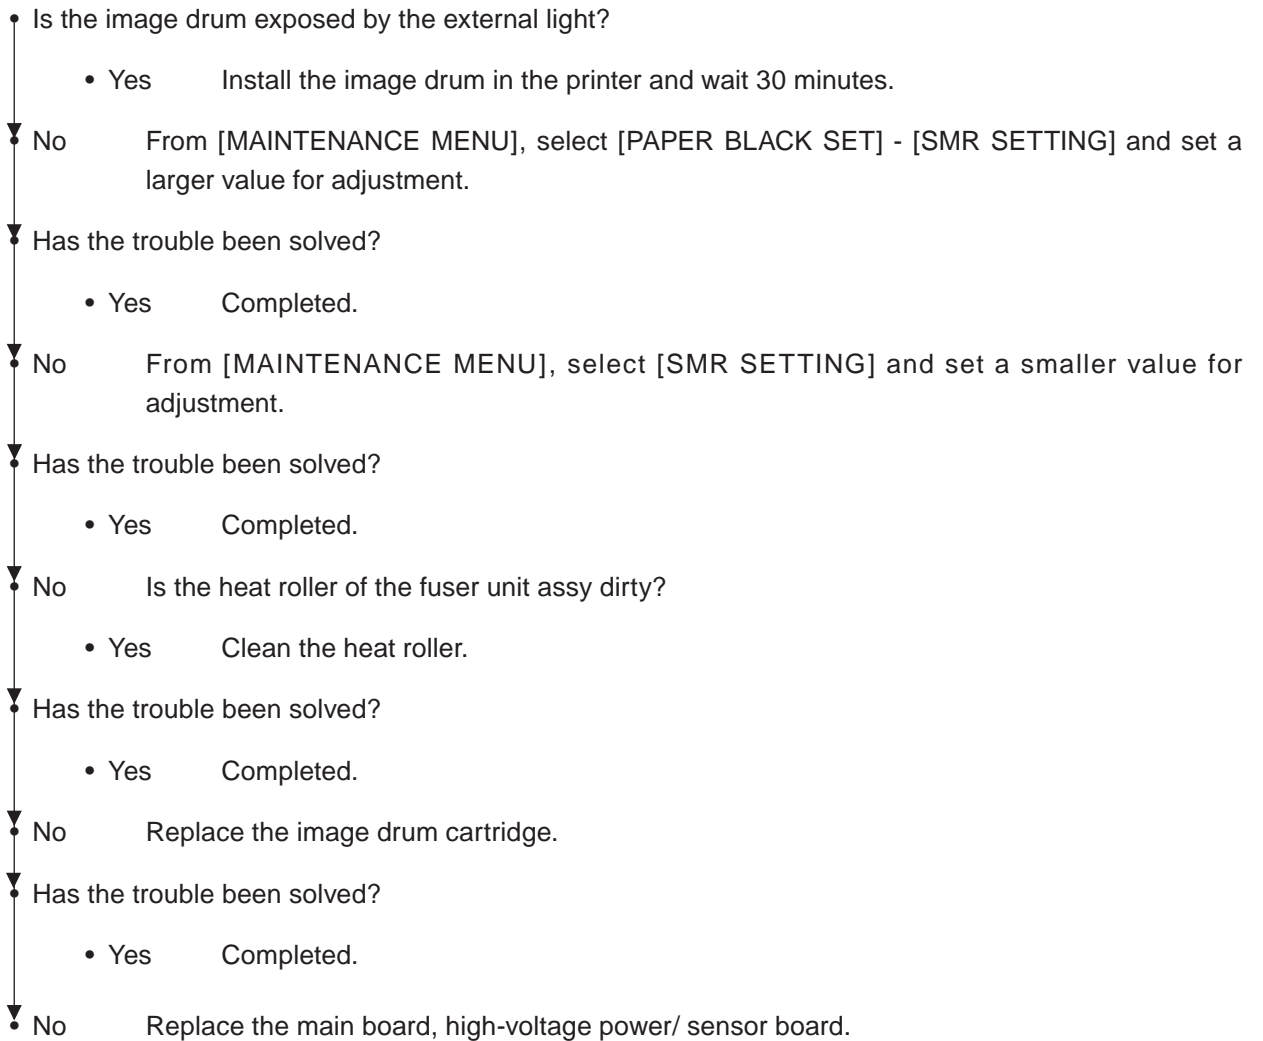 • Is the image drum exposed by the external light?
• Yes Install the image drum in the printer and wait 30 minutes.
• No From [MAINTENANCE MENU], select [PAPER BLACK SET] - [SMR SETTING] and set a
larger value for adjustment.
• Has the trouble been solved?
• Yes Completed.
• No From [MAINTENANCE MENU], select [SMR SETTING] and set a smaller value for
adjustment.
• Has the trouble been solved?
• Yes Completed.
• No Is the heat roller of the fuser unit assy dirty?
• Yes Clean the heat roller.
• Has the trouble been solved?
• Yes Completed.
• No Replace the image drum cartridge.
• Has the trouble been solved?
• Yes Completed.
• No Replace the main board, high-voltage power/ sensor board.